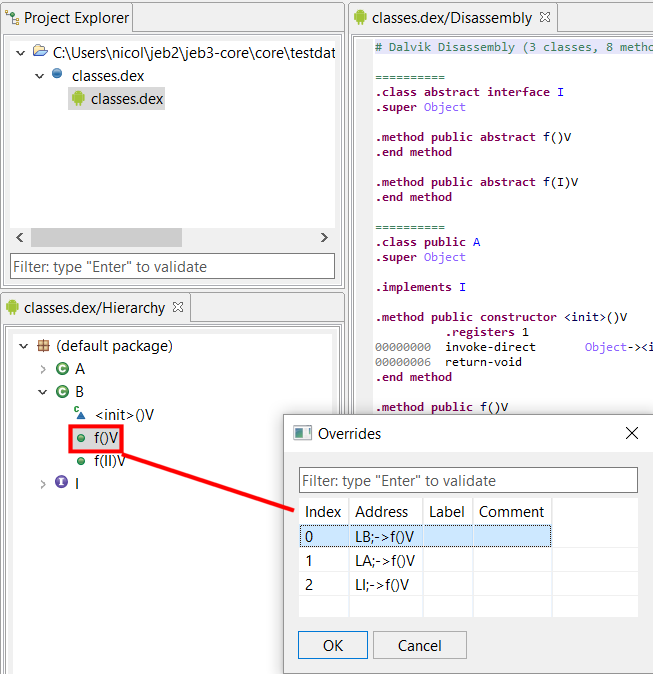 Project Explorer
C:\Users\nicol\jeb2\jeb3-core\core\testdat
classes.dex
classes.dex
Filter: type "Enter" to validate
classes.dex/Hierarchy
(default package)
A
B
<init>()V
f()V
f(II)V
I
classes.dex/Disassembly
# Dalvik Disassembly (3 classes, 8 metho
==========
.class abstract interface I
.super Object
.method public abstract f()V
.end method
.method public abstract f(I)V
.end method
==========
.class public A
.super Object
.implements I
.method public constructor <init>()V
.registers 1
00000000 invoke-direct Object-><i
00000006 return-void
.end method
.method public f()V
Overrides
Filter: type "Enter" to validate
Index Address Label Comment
0 LB;->f()V
1 LA;->f()V
2 LI;->f()V
OK Cancel